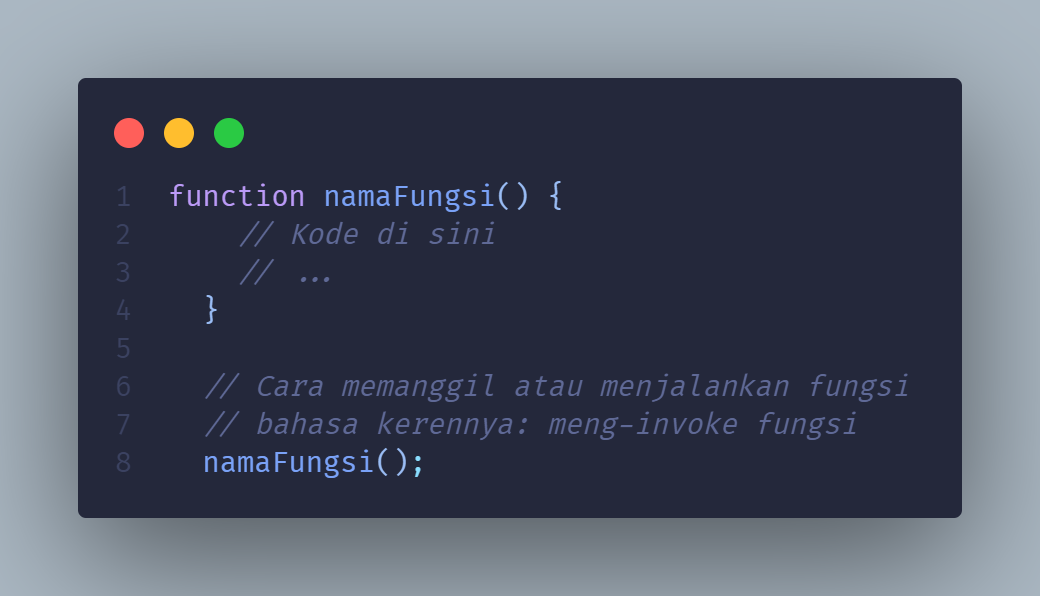 1 function namaFungsi() {
2 // Kode di sini
3 // ...
4 }
5
6 // Cara memanggil atau menjalankan fungsi
7 // bahasa kerennya: meng-invoke fungsi
8 namaFungsi();